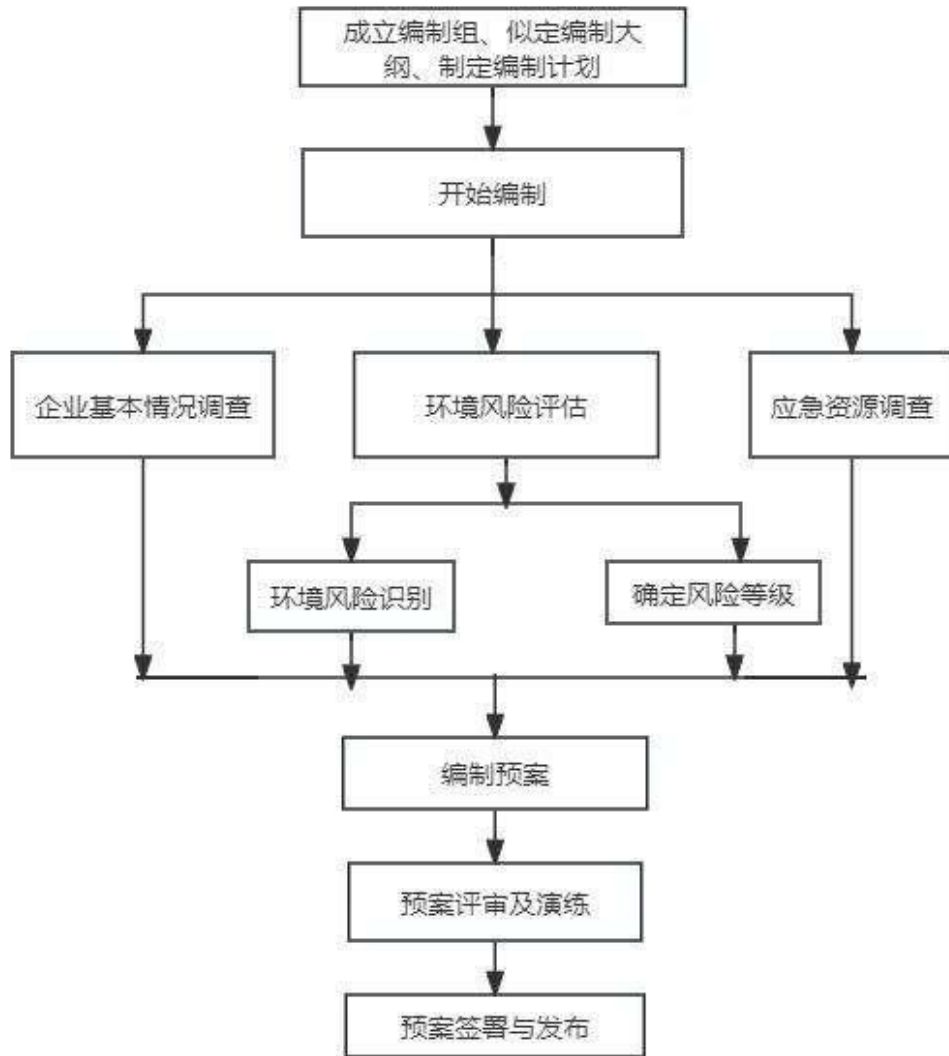 成立编制组、似定编制大
纲、制定编制计划
开始编制
企业基本情况调查
环境风险评估
应急资源调查
环境风险识别
确定风险等级
编制预案
预案评审及演练
预案签署与发布